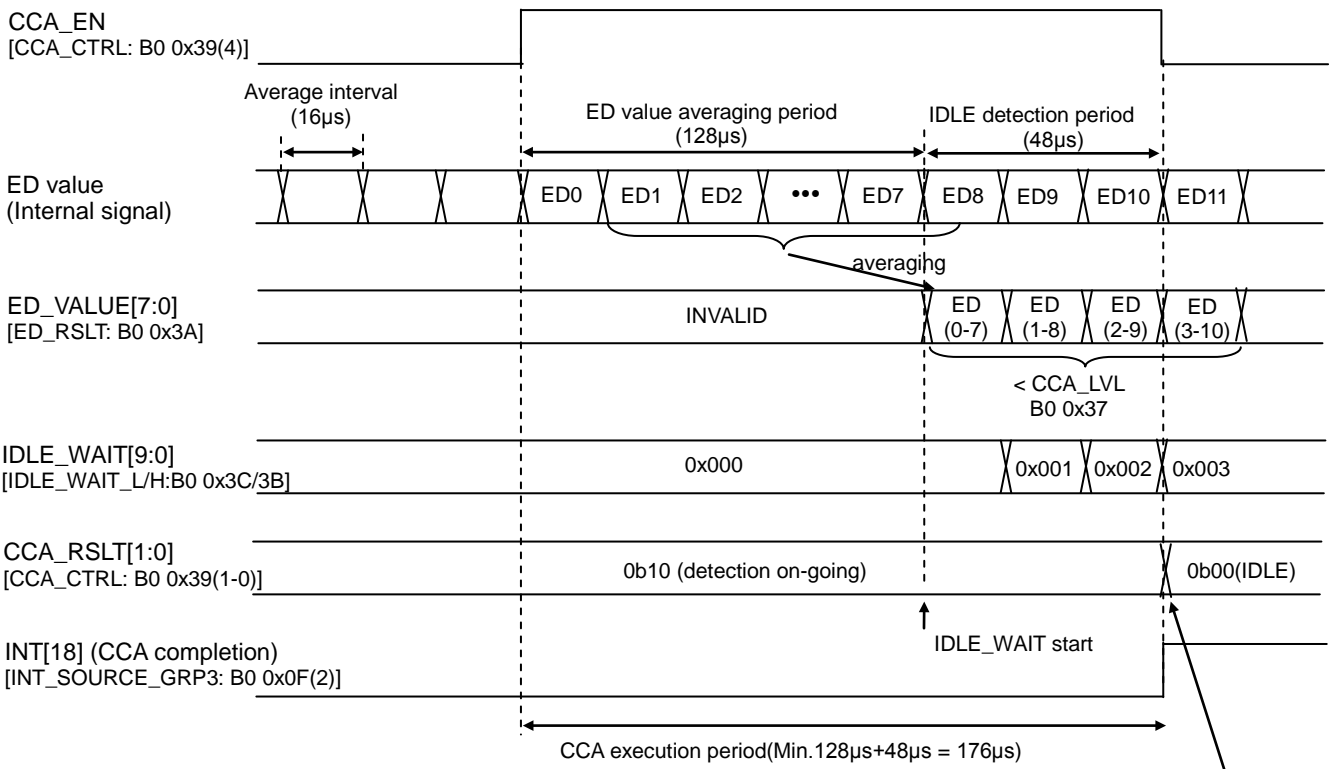 CCA_EN
[CCA_CTRL: B0 0x39(4)]
Average interval
(16μs)
ED value averaging period
(128μs)
IDLE detection period
(48μs)
ED value
(Internal signal)
ED0
ED1
ED2
•••
ED7
ED8
ED9
ED10
ED11
averaging
ED_VALUE[7:0]
[ED_RSLT: B0 0x3A]
INVALID
ED
(0-7)
ED
(1-8)
ED
(2-9)
ED
(3-10)
< CCA_LVL
B0 0x37
IDLE_WAIT[9:0]
[IDLE_WAIT_L/H:B0 0x3C/3B]
0x000
0x001
0x002
0x003
CCA_RSLT[1:0]
[CCA_CTRL: B0 0x39(1-0)]
0b10 (detection on-going)
0b00(IDLE)
IDLE_WAIT start
INT[18] (CCA completion)
[INT_SOURCE_GRP3: B0 0x0F(2)]
CCA execution period(Min.128μs+48μs = 176μs)